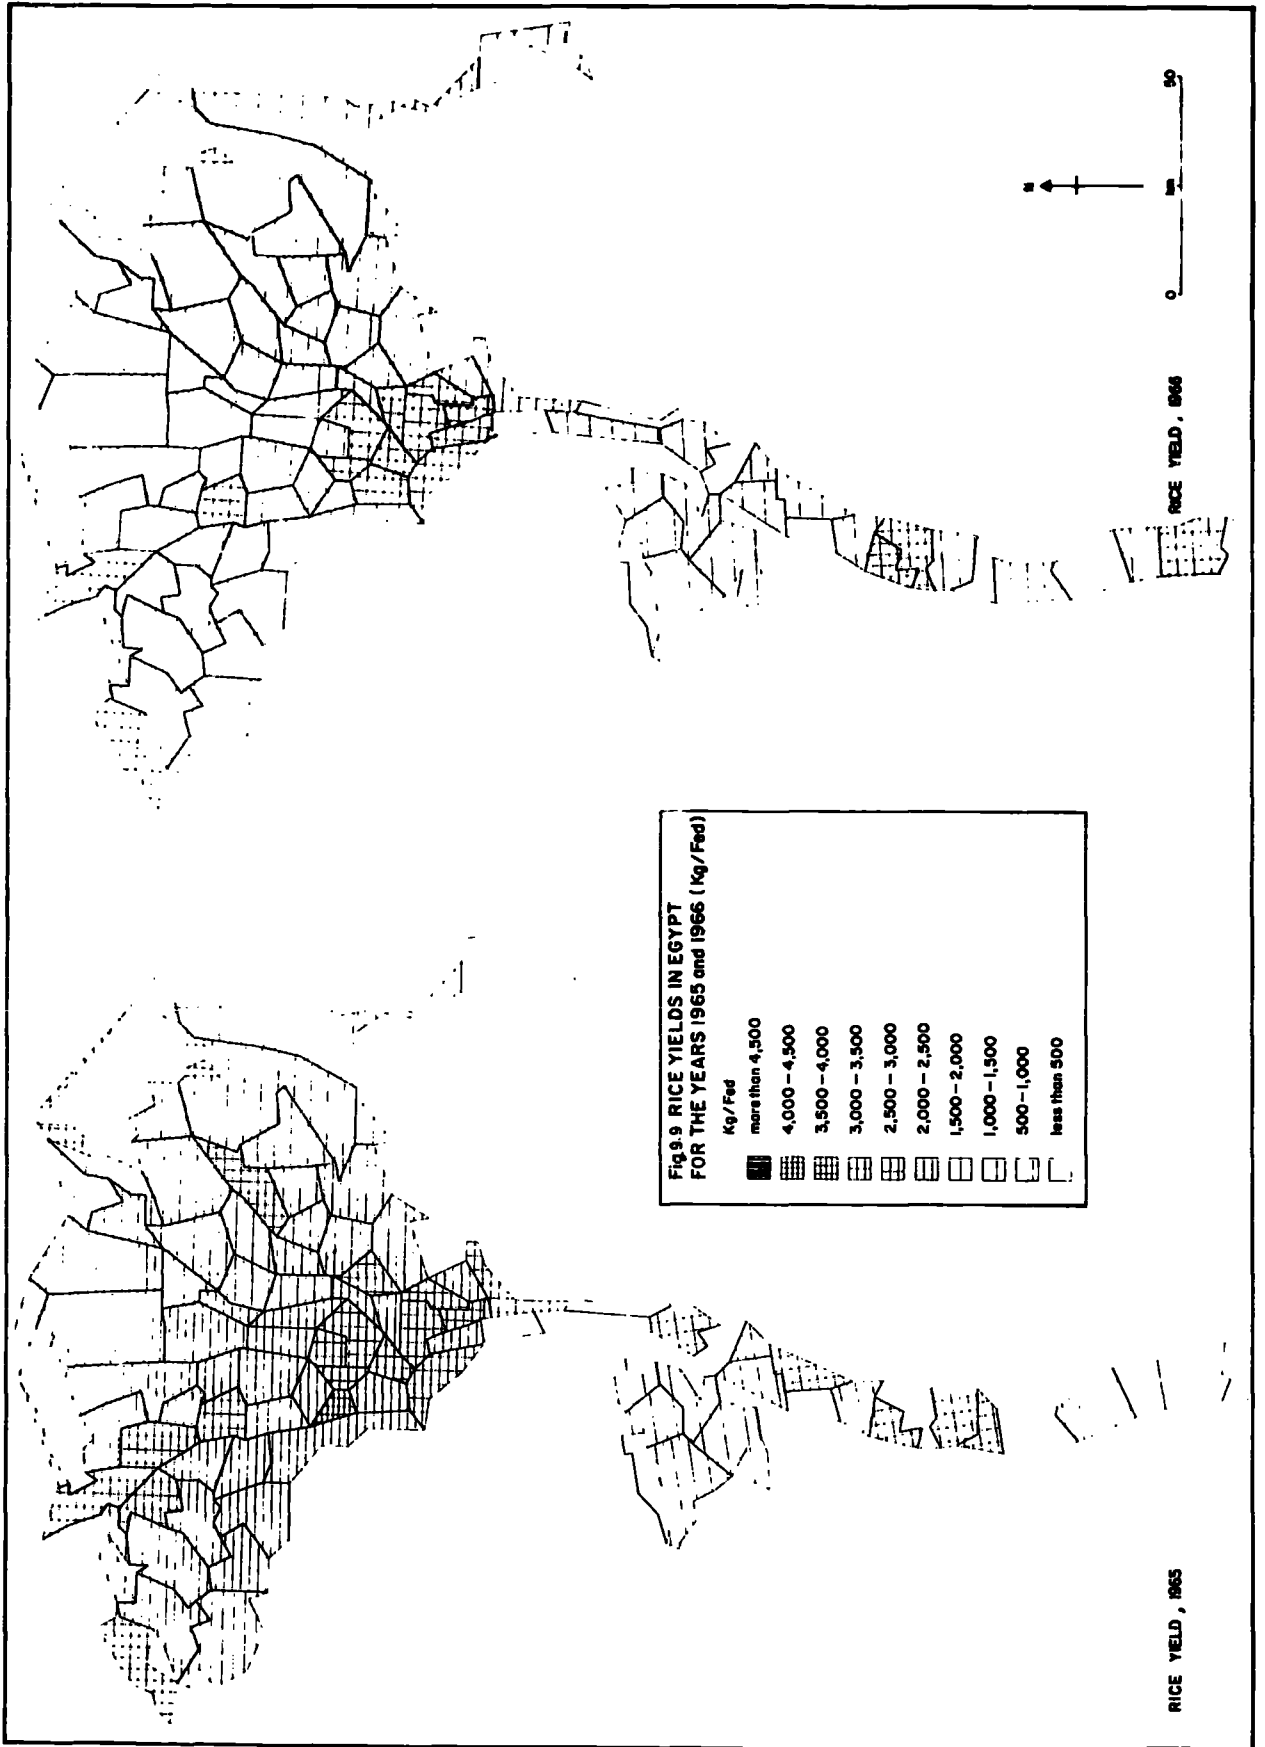 Fig.9.9 RICE YIELDS IN EGYPT
FOR THE YEARS 1965 and 1966 (Kg/Fed)
Kg/Fed
more than 4,500
4,000-4,500
3,500-4,000
3,000-3,500
2,500-3,000
2,000-2,500
1,500-2,000
1,000-1,500
500-1,000
less than 500
RICE YIELD, 1965
RICE YIELD, 1966
N
0 km 50